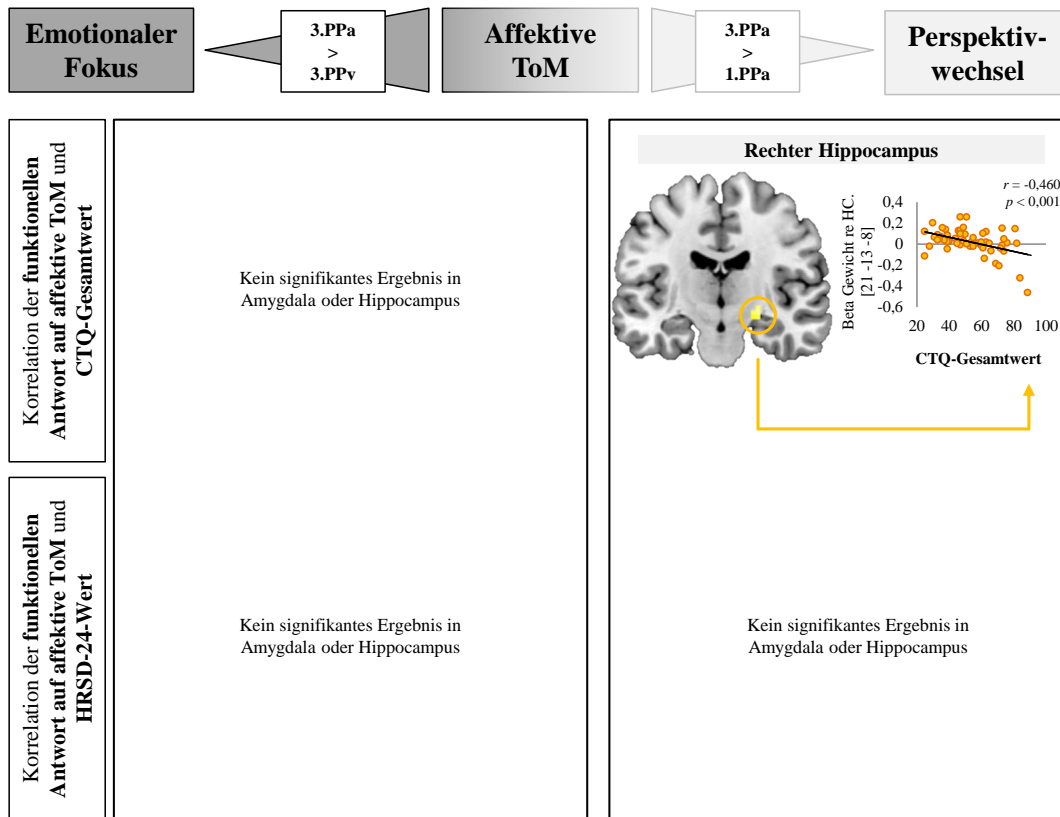 Emotionaler
Fokus
3.PPa
>
3.PPv
Affektive
ToM
3.PPa
>
1.PPa
Perspektiv-
wechsel
Korrelation der funktionellen
Antwort auf affektive ToM und
CTQ-Gesamtwert
Kein signifikantes Ergebnis in
Amygdala oder Hippocampus
Rechter Hippocampus
r = -0,460
p < 0,001
Beta Gewicht re HC.
[21 -13 -8]
0,4
0,2
0
-0,2
-0,4
-0,6
20 40 60 80 100
CTQ-Gesamtwert
Korrelation der funktionellen
Antwort auf affektive ToM und
HRSD-24-Wert
Kein signifikantes Ergebnis in
Amygdala oder Hippocampus
Kein signifikantes Ergebnis in
Amygdala oder Hippocampus